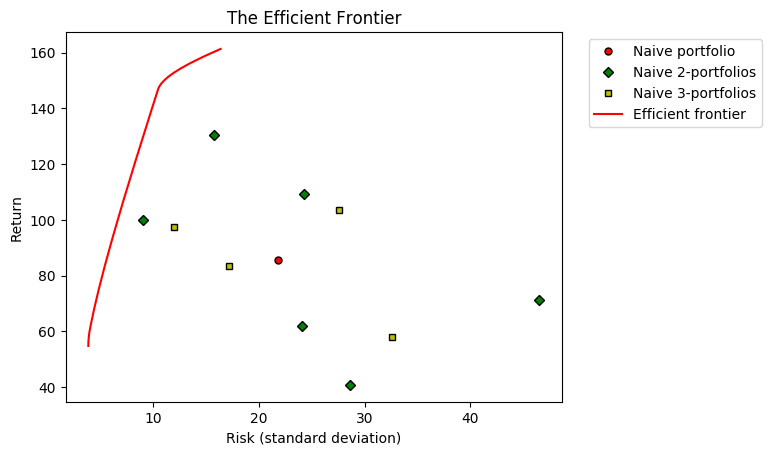 The Efficient Frontier
160
140
120
100
80
60
40
Return
10
20
30
40
Risk (standard deviation)
Naive portfolio
Naive 2-portfolios
Naive 3-portfolios
Efficient frontier